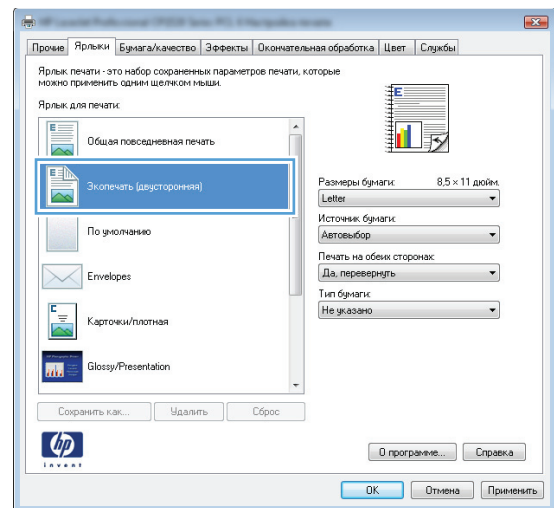 Прочие Ярлыки Бумага/качество Эффекты Окончательная обработка Цвет Службы
Ярлык печати - это набор сохраненных параметров печати, которые
можно применить одним щелчком мыши.
Ярлык для печати:
Общая повседневная печать
Экопечать (двусторонняя)
По умолчанию
Envelopes
Карточки/плотная
Glossy/Presentation
Сохранить как... Удалить Сброс
E
Размеры бумаги: 8,5 × 11 дюйм.
Letter
Источник бумаги:
Автовыбор
Печать на обеих сторонах:
Да, перевернуть
Тип бумаги:
Не указано
hp
invent
О программе... Справка
OK Отмена Применить